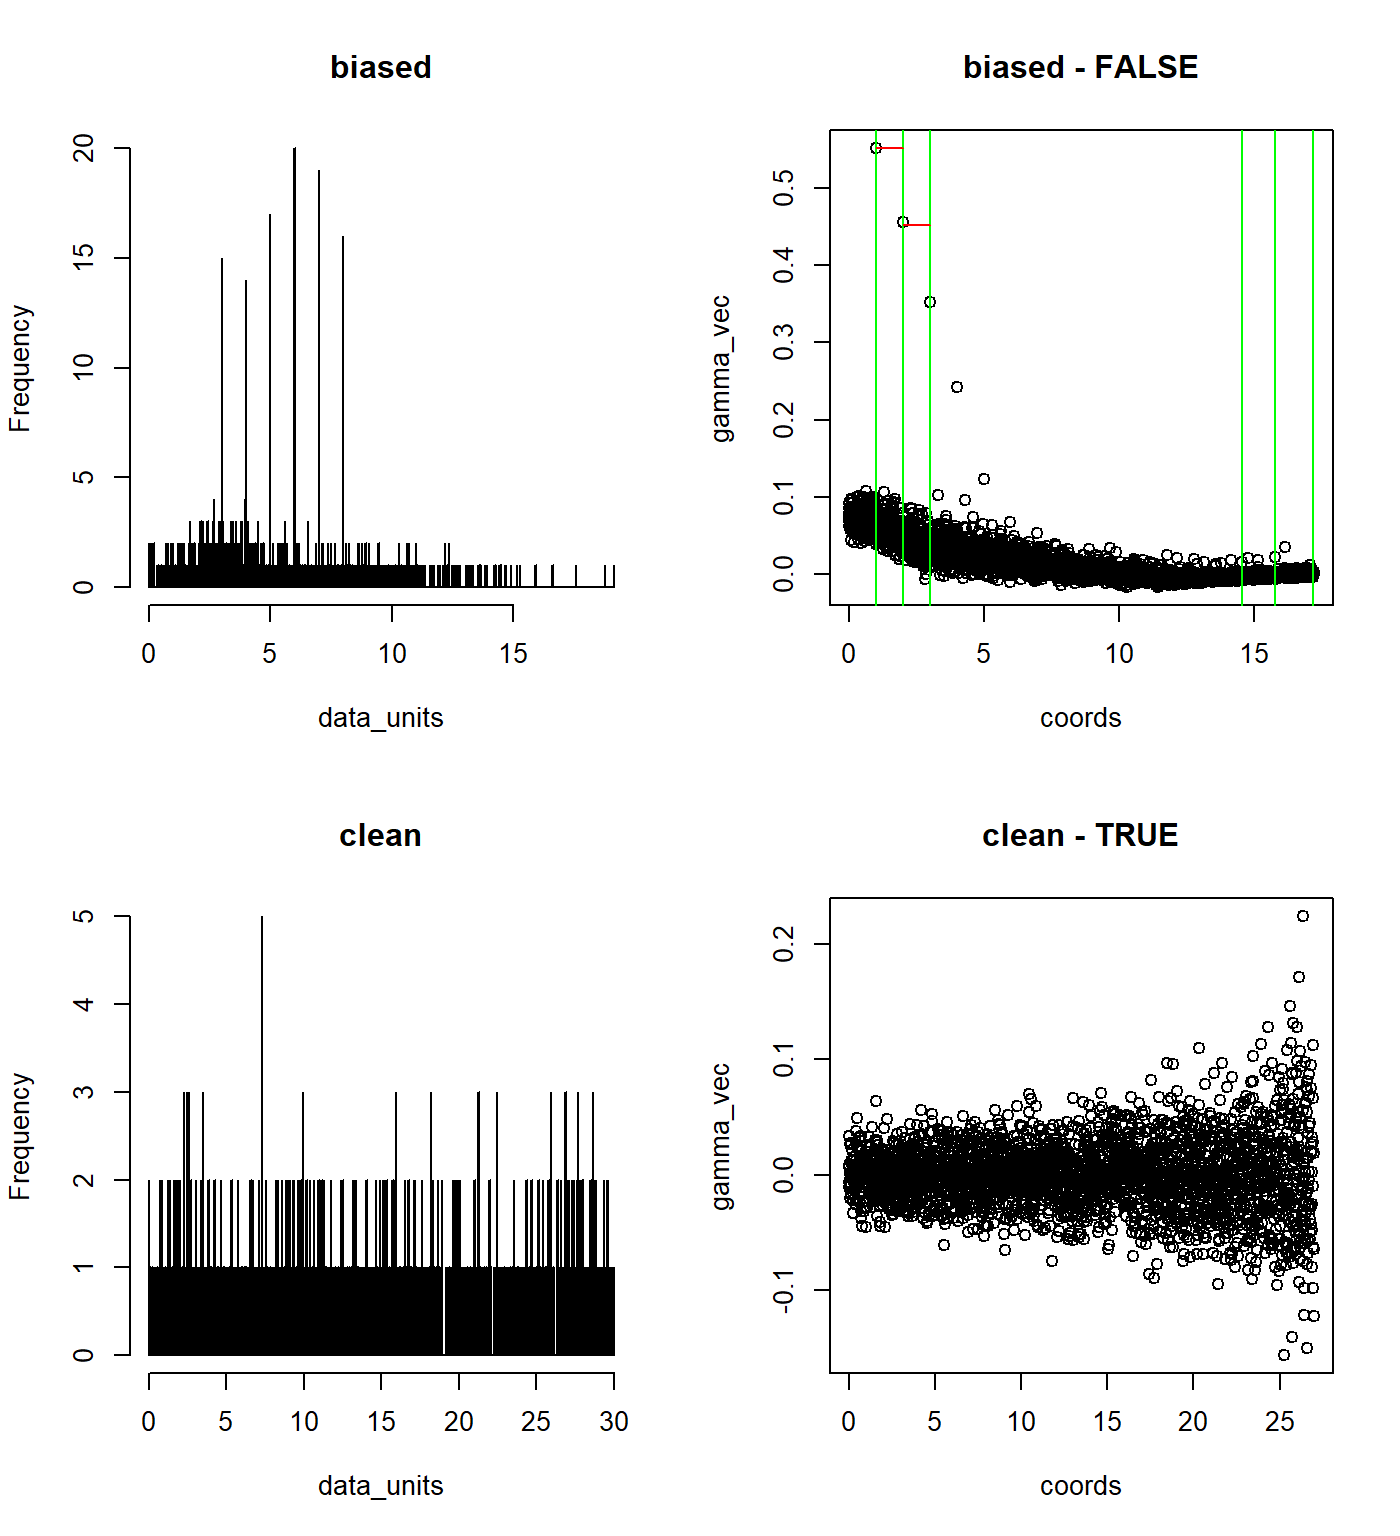 biased
Frequency
0 5 10 15 20
0 5 10 15
data_units
biased - FALSE
gamma_vec
0.0 0.1 0.2 0.3 0.4 0.5
0 5 10 15
coords
clean
Frequency
0 1 2 3 4 5
0 5 10 15 20 25 30
data_units
clean - TRUE
gamma_vec
-0.1 0.0 0.1 0.2
0 5 10 15 20 25
coords